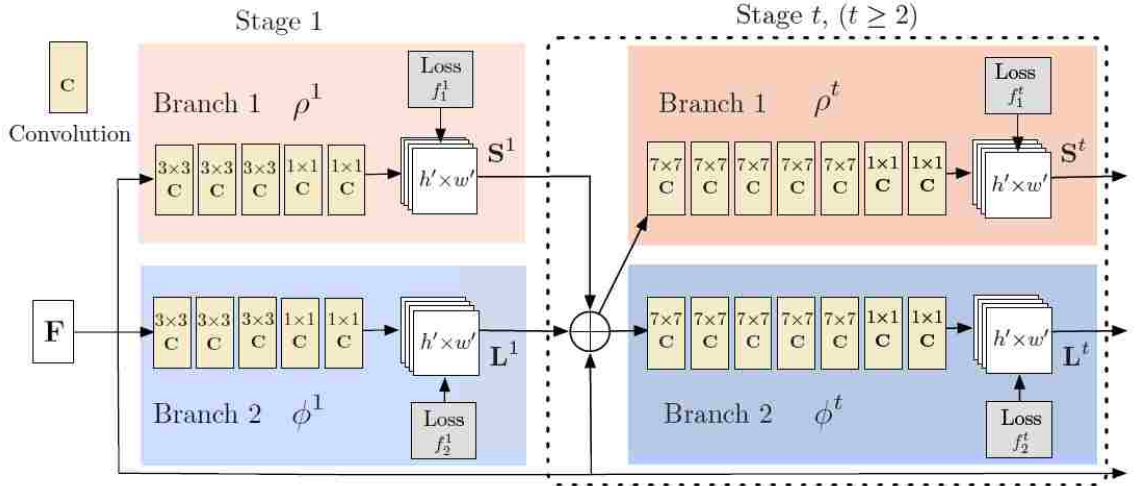 Stage 1
Stage t, (t ≥ 2)
C
Convolution
Branch 1 ρ¹
Loss
f₁¹
3×3 3×3 3×3 1×1 1×1
C C C C C
h′×w′
S¹
Branch 1 ρᵗ
Loss
f₁ᵗ
7×7 7×7 7×7 7×7 7×7 1×1 1×1
C C C C C C C
h′×w′
Sᵗ
F
3×3 3×3 3×3 1×1 1×1
C C C C C
h′×w′
L¹
Branch 2 ϕ¹
Loss
f₂¹
7×7 7×7 7×7 7×7 7×7 1×1 1×1
C C C C C C C
h′×w′
Lᵗ
Branch 2 ϕᵗ
Loss
f₂ᵗ